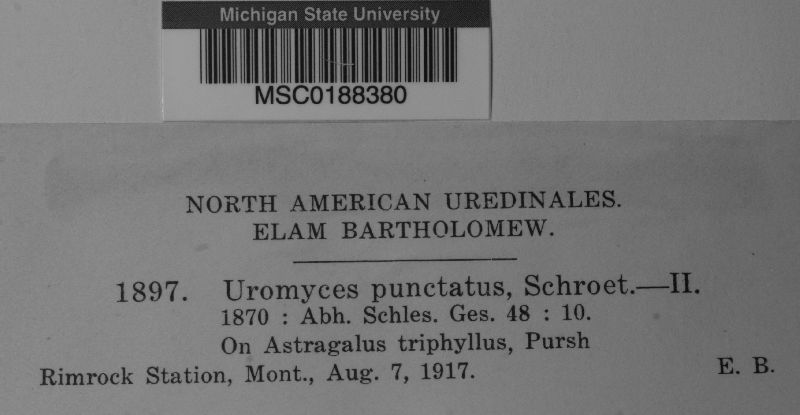 Michigan State University
MSC0188380
NORTH AMERICAN UREDINALES.
ELAM BARTHOLOMEW.
1897. Uromyces punctatus, Schroet.—II.
1870 : Abh. Schles. Ges. 48 : 10.
On Astragalus triphyllus, Pursh
Rimrock Station, Mont., Aug. 7, 1917. E. B.